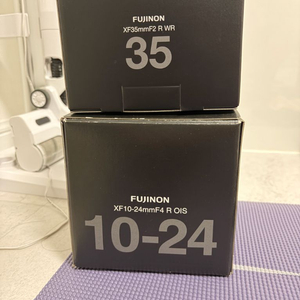 FUJINON
XF35mmF2 R WR
35
FUJINON
XF10-24mmF4 R OIS
10-24